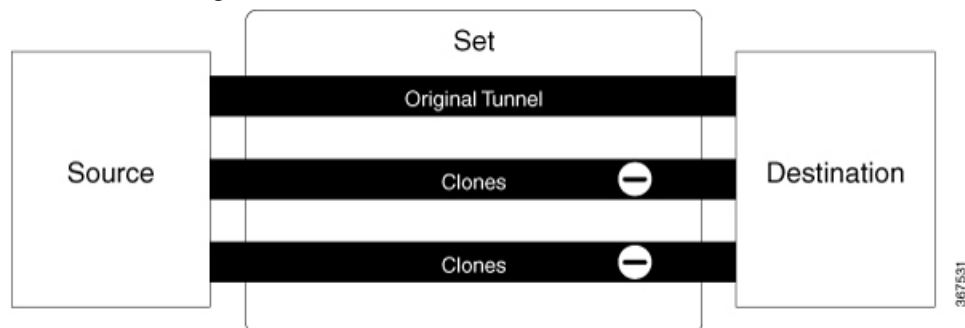 Set
Original Tunnel
Source
Clones
Destination
Clones
367531